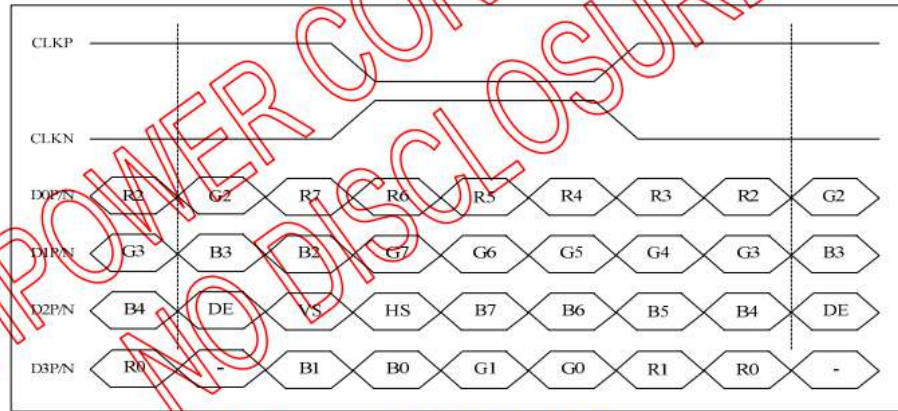 CLKP
CLKN
D0P/N R2 G2 R7 R6 R5 R4 R3 R2 G2
D1P/N G3 B3 B2 G7 G6 G5 G4 G3 B3
D2P/N B4 DE VS HS B7 B6 B5 B4 DE
D3P/N R0 - B1 B0 G1 G0 R1 R0 -
POWER CON
NO DISCLOSURE